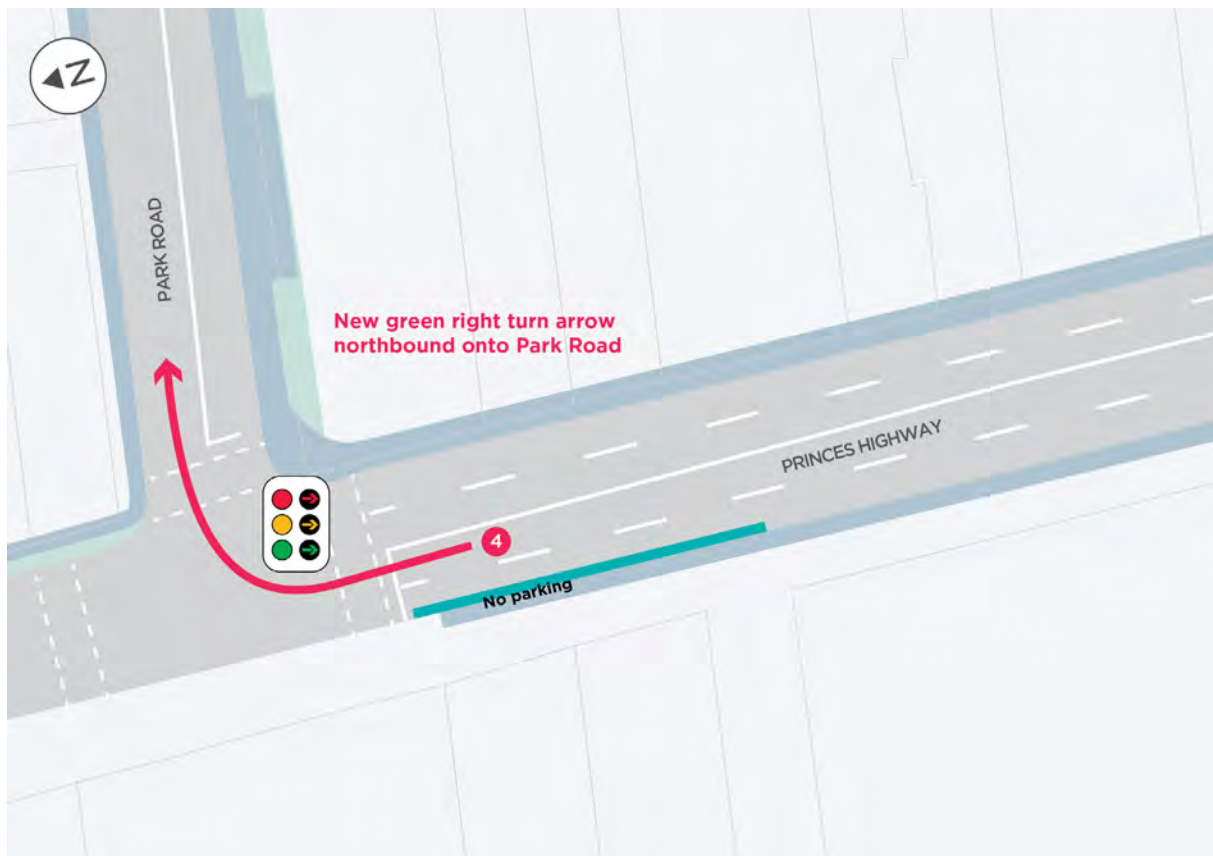 N
PARK ROAD
New green right turn arrow
northbound onto Park Road
PRINCES HIGHWAY
4
No parking